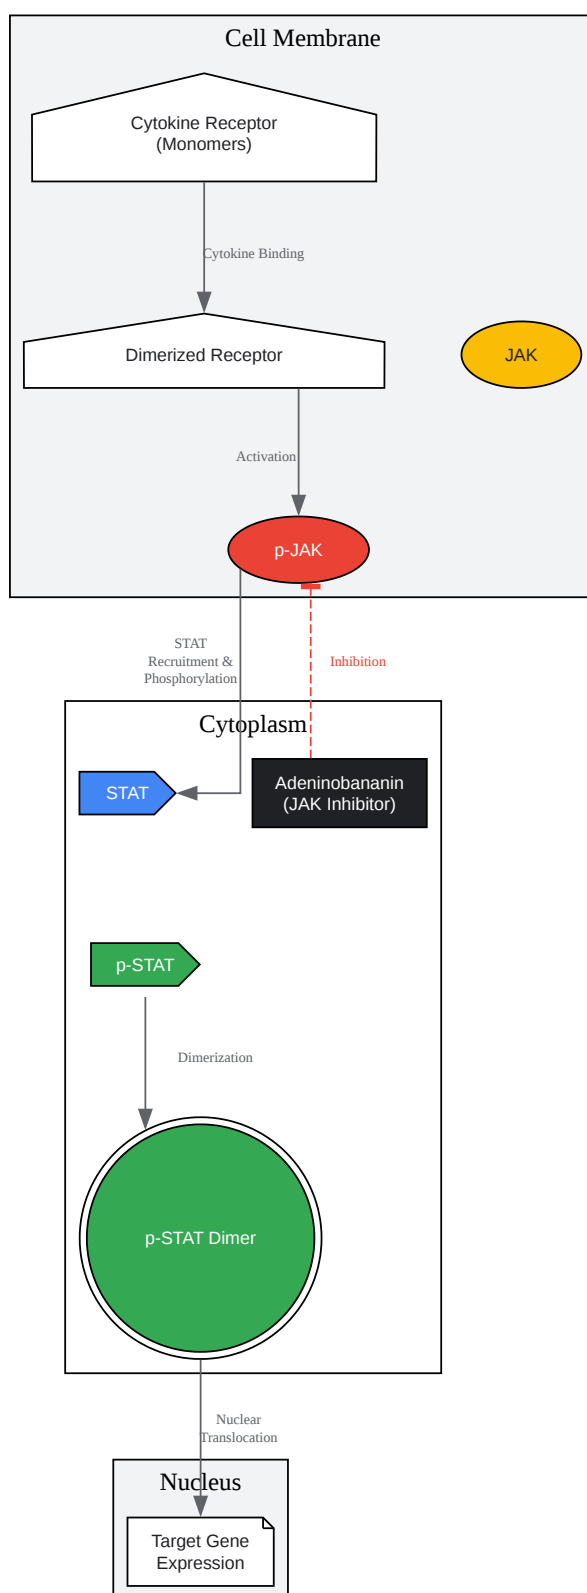 Cell Membrane
Cytokine Receptor
(Monomers)
Cytokine Binding
Dimerized Receptor
JAK
Activation
p-JAK
STAT
Recruitment &
Phosphorylation
Inhibition
Cytoplasm
STAT
Adeninobananin
(JAK Inhibitor)
p-STAT
Dimerization
p-STAT Dimer
Nuclear
Translocation
Nucleus
Target Gene
Expression